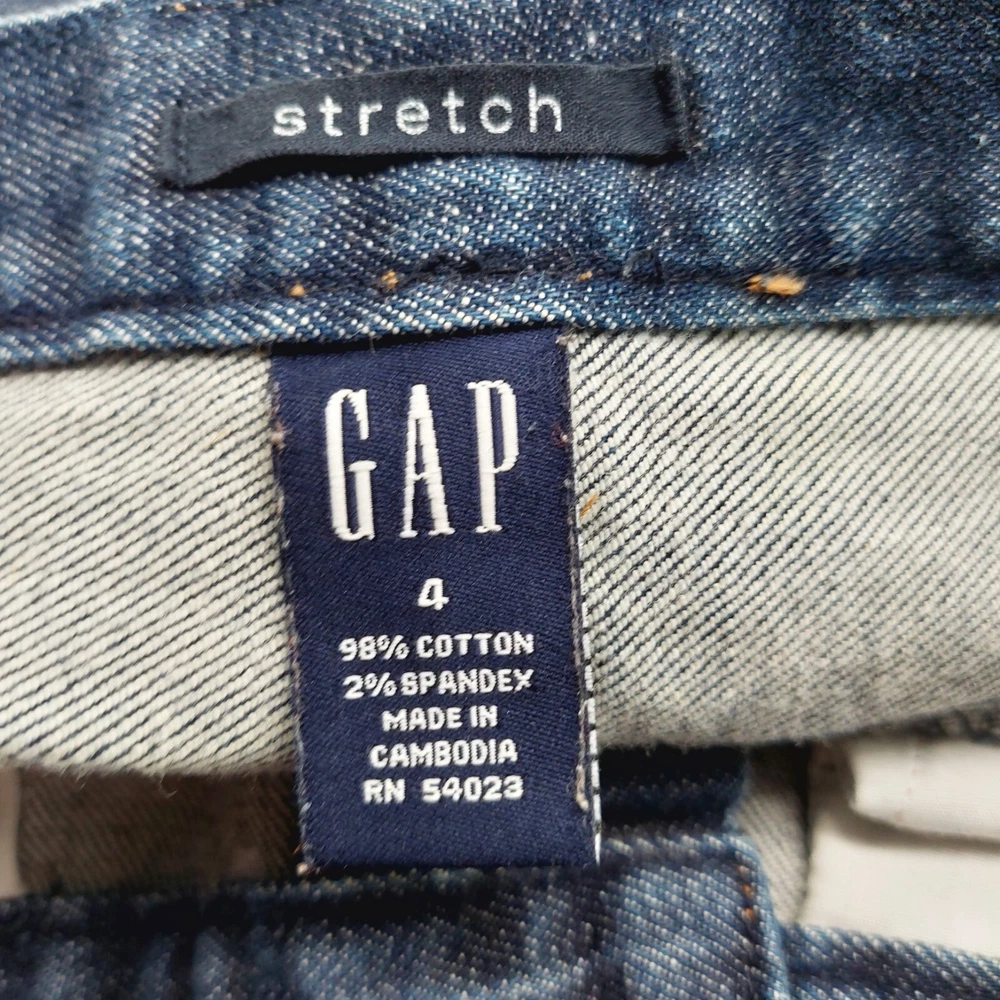 stretch
GAP
4
98% COTTON
2% SPANDEX
MADE IN
CAMBODIA
RN 54023